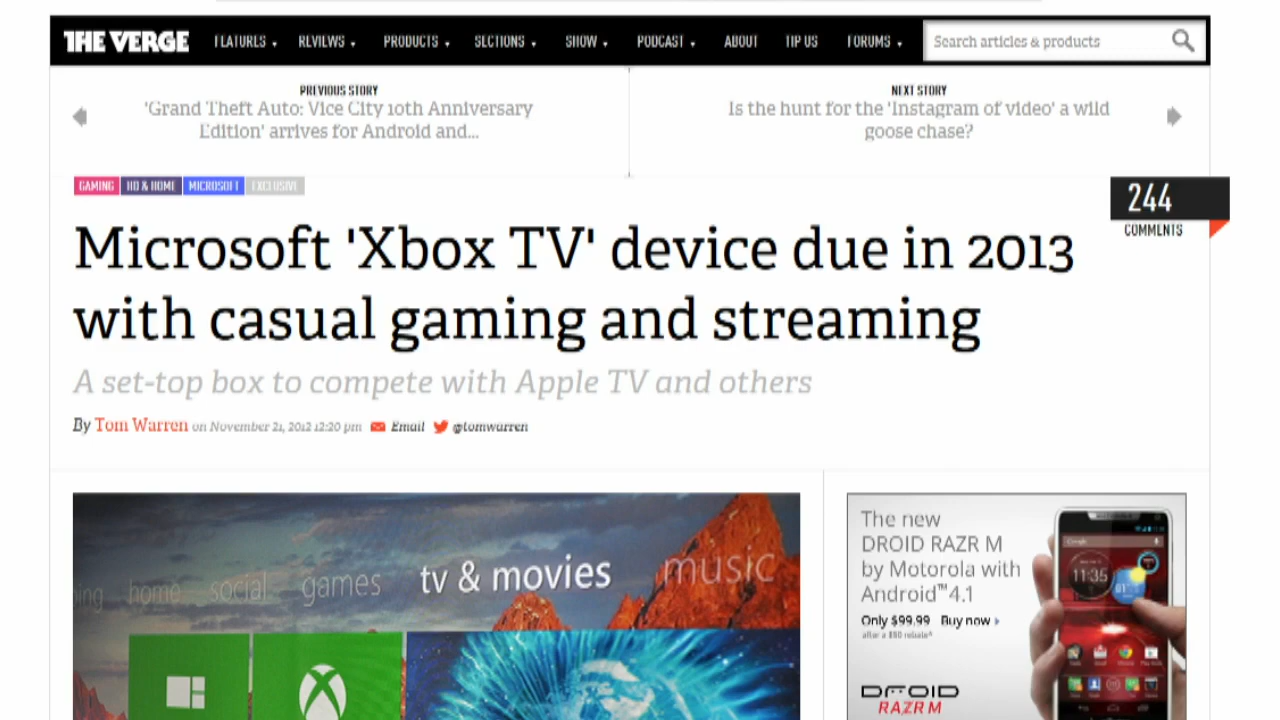 THE VERGE
FEATURES
REVIEWS
PRODUCTS
SECTIONS
SHOW
PODCAST
ABOUT
TIP US
FORUMS
Search articles & products
PREVIOUS STORY
'Grand Theft Auto: Vice City 10th Anniversary
Edition' arrives for Android and...
NEXT STORY
Is the hunt for the 'Instagram of video' a wild
goose chase?
GAMING
HD & HOME
MICROSOFT
EXCLUSIVE
244
COMMENTS
Microsoft 'Xbox TV' device due in 2013
with casual gaming and streaming
A set-top box to compete with Apple TV and others
By Tom Warren on November 21, 2012 12:20 pm Email @tomwarren
home social games tv & movies music
The new
DROID RAZR M
by Motorola with
Android™ 4.1
Only $99.99 Buy now
after a $50 rebate^
DROID
RAZR M
Google
11:35